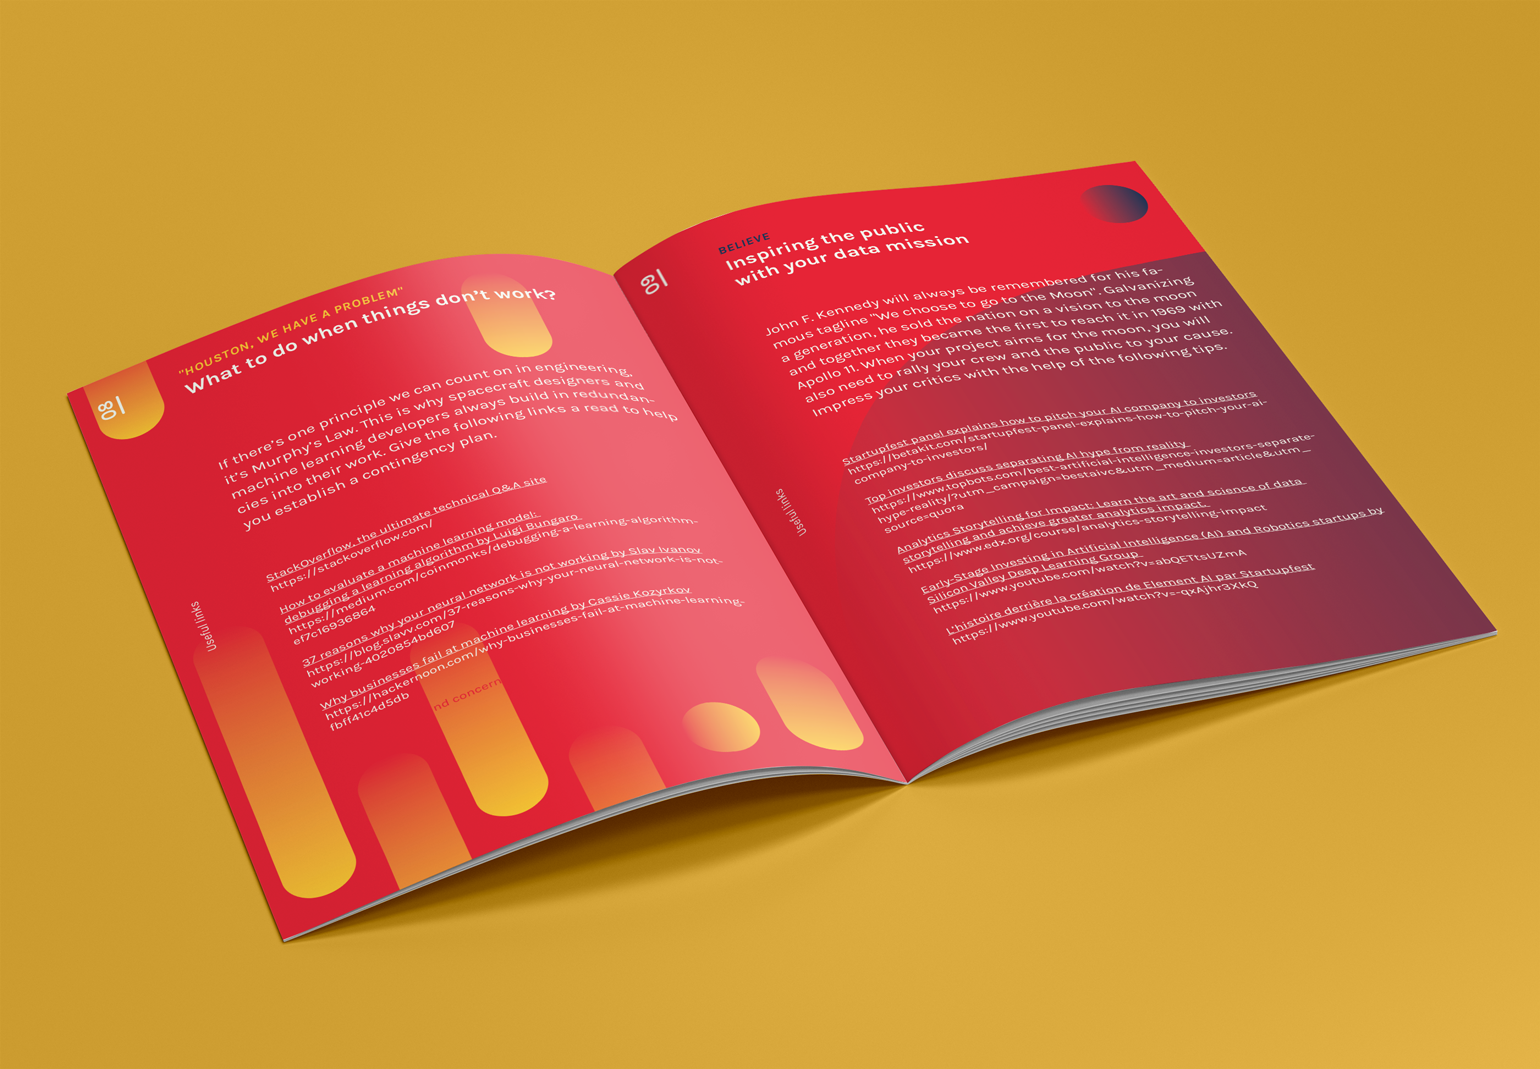 "HOUSTON, WE HAVE A PROBLEM"
What to do when things don't work?
If there's one principle we can count on in engineering,
it's Murphy's Law. This is why spacecraft designers and
machine learning developers always build in redundan-
cies into their work. Give the following links a read to help
you establish a contingency plan.
StackOverflow, the ultimate technical Q&A site
https://stackoverflow.com/
How to evaluate a machine learning model:
debugging a learning algorithm by Luigi Bungaro
https://medium.com/coinmonks/debugging-a-learning-algorithm-
ef7c16936864
37 reasons why your neural network is not working by Slav Ivanov
https://blog.slavv.com/37-reasons-why-your-neural-network-is-not-
working-4020854bd607
Why businesses fail at machine learning by Cassie Kozyrkov
https://hackernoon.com/why-businesses-fail-at-machine-learning-
fbff41c4d5db
nd concern
Useful links
BELIEVE
Inspiring the public
with your data mission
John F. Kennedy will always be remembered for his fa-
mous tagline "We choose to go to the Moon". Galvanizing
a generation, he sold the nation on a vision to the moon
and together they became the first to reach it in 1969 with
Apollo 11. When your project aims for the moon, you will
also need to rally your crew and the public to your cause.
Impress your critics with the help of the following tips.
Startupfest panel explains how to pitch your AI company to investors
https://betakit.com/startupfest-panel-explains-how-to-pitch-your-ai-
company-to-investors/
Top investors discuss separating AI hype from reality
https://www.topbots.com/best-artificial-intelligence-investors-separate-
hype-reality/?utm_campaign=bestaivc&utm_medium=article&utm_
source=quora
Analytics Storytelling for Impact: Learn the art and science of data
storytelling and achieve greater analytics impact
https://www.edx.org/course/analytics-storytelling-impact
Early-Stage Investing in Artificial Intelligence (AI) and Robotics startups by
Silicon Valley Deep Learning Group
https://www.youtube.com/watch?v=abQETtsUZmA
L'histoire derrière la création de Element AI par Startupfest
https://www.youtube.com/watch?v=-qxAjhr3XkQ
Useful links